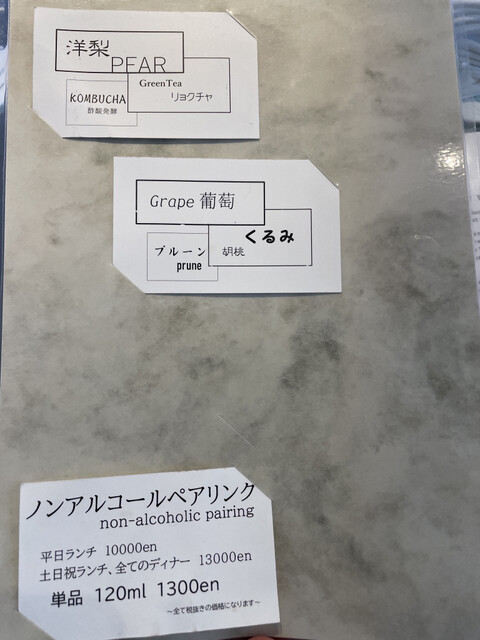 洋梨
PEAR
GreenTea
リョクチャ
KOMBUCHA
酢酸発酵
Grape 葡萄
くるみ
胡桃
プルーン
prune
ノンアルコールペアリング
non-alcoholic pairing
平日ランチ 10000en
土日祝ランチ、全てのディナー 13000en
単品 120ml 1300en
～全て税抜きの価格になります～